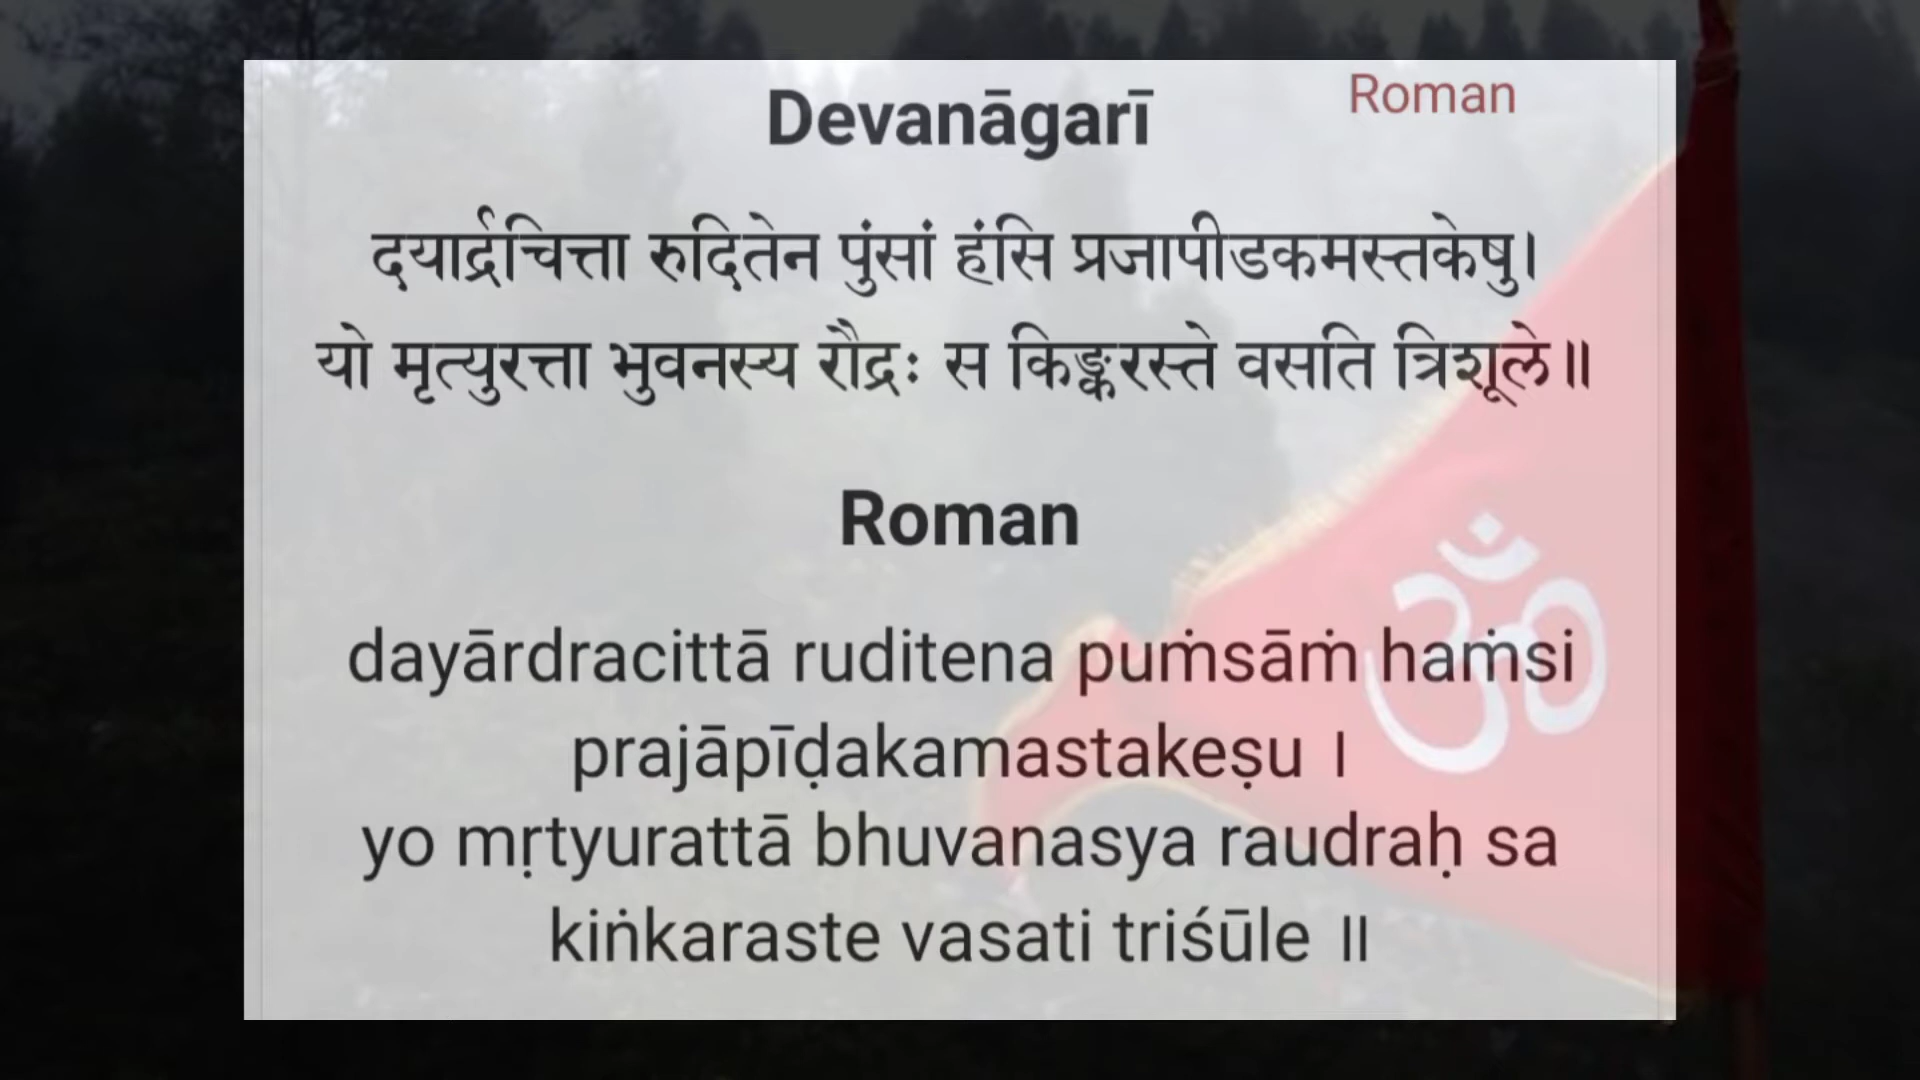 Devanāgarī
Roman
दयार्द्रचित्ता रुदितेन पुंसां हंसि प्रजापीडकमस्तकेषु।
यो मृत्युरत्ता भुवनस्य रौद्रः स किङ्करस्ते वसति त्रिशूले॥
Roman
dayārdracittā ruditena puṁsāṁ haṁsi
prajāpīḍakamastakeṣu ।
yo mṛtyurattā bhuvanasya raudraḥ sa
kiṅkaraste vasati triśūle ॥
ॐ